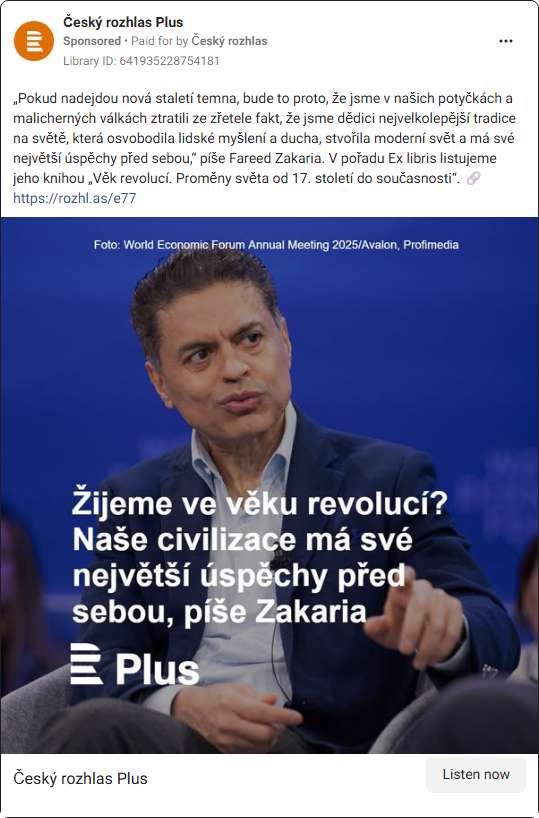 Český rozhlas Plus
Sponsored • Paid for by Český rozhlas
Library ID: 641935228754181
„Pokud nadejdou nová staletí temna, bude to proto, že jsme v našich potyčkách a
malicherných válkách ztratili ze zřetele fakt, že jsme dědici nejvelkolepější tradice
na světě, která osvobodila lidské myšlení a ducha, stvořila moderní svět a má své
největší úspěchy před sebou,“ píše Fareed Zakaria. V pořadu Ex libris listujeme
jeho knihou „Věk revolucí. Proměny světa od 17. století do současnosti“. 🔗
https://rozhl.as/e77
Foto: World Economic Forum Annual Meeting 2025/Avalon, Profimedia
Žijeme ve věku revolucí?
Naše civilizace má své
největší úspěchy před
sebou, píše Zakaria
Plus
Český rozhlas Plus
Listen now